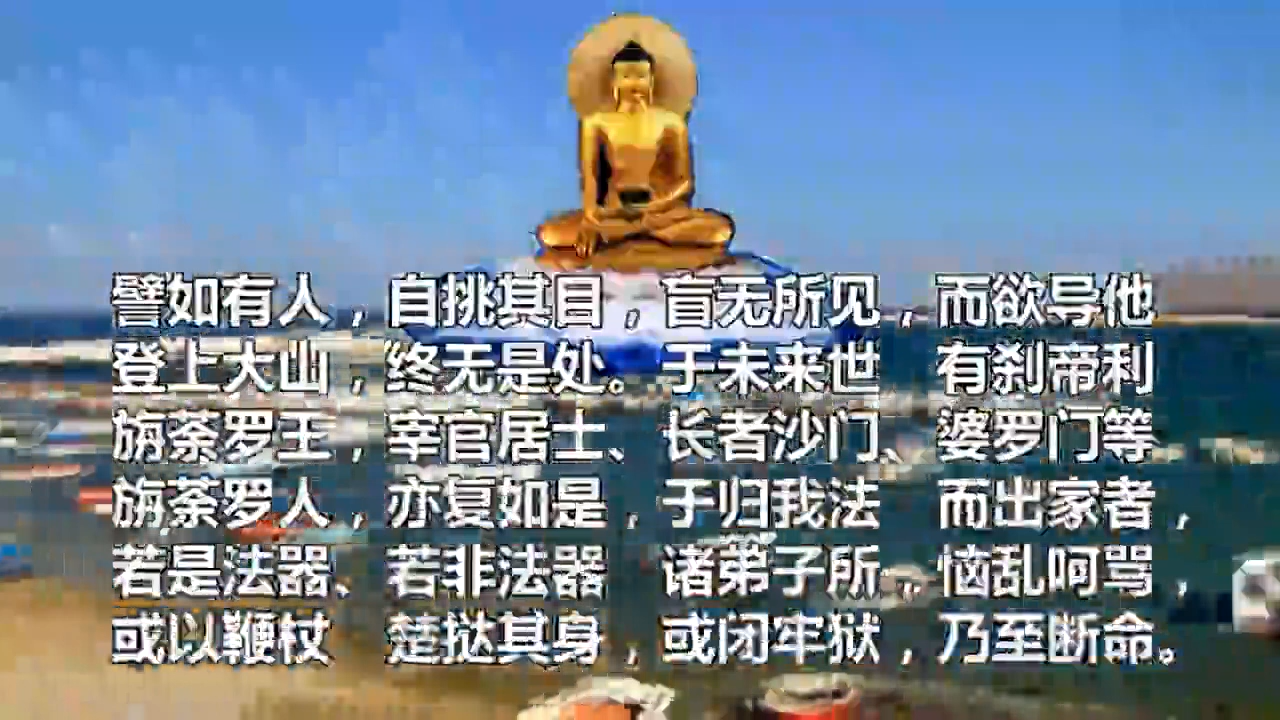 譬如有人，自挑其目，盲无所见，而欲导他
登上大山，终无是处。于未来世 有刹帝利
旃荼罗王，宰官居士、长者沙门、婆罗门等
旃荼罗人，亦复如是，于归我法 而出家者，
若是法器、若非法器 诸弟子所，恼乱呵骂，
或以鞭杖 楚挞其身，或闭牢狱，乃至断命。